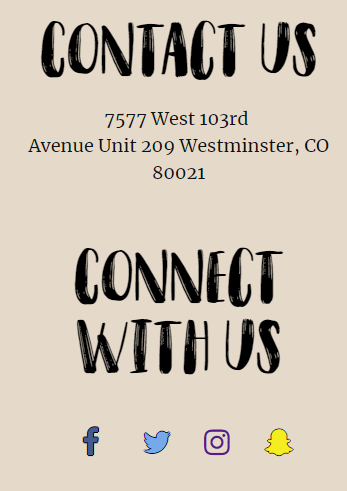 CONTACT US
7577 West 103rd
Avenue Unit 209 Westminster, CO
80021
CONNECT
WITH US